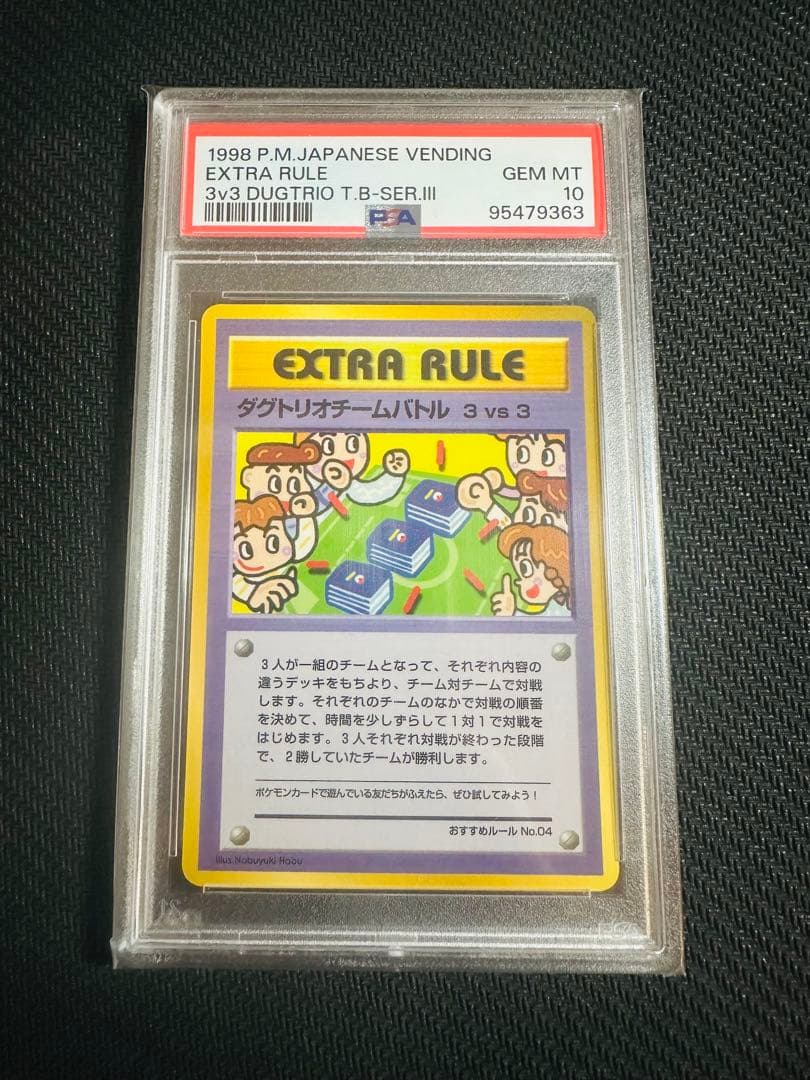 1998 P.M.JAPANESE VENDING
EXTRA RULE GEM MT
3v3 DUGTRIO T.B-SER.III 10
PSA 95479363
EXTRA RULE
ダグトリオチームバトル 3 vs 3
3人が一組のチームとなって、それぞれ内容の
違うデッキをもちより、チーム対チームで対戦
します。それぞれのチームのなかで対戦の順番
を決めて、時間を少しずらして1対1で対戦を
はじめます。3人それぞれ対戦が終わった段階
で、2勝していたチームが勝利します。
ポケモンカードで遊んでいる友だちがふえたら、ぜひ試してみよう!
おすすめルール No.04
Illus. Nobuyuki Habu